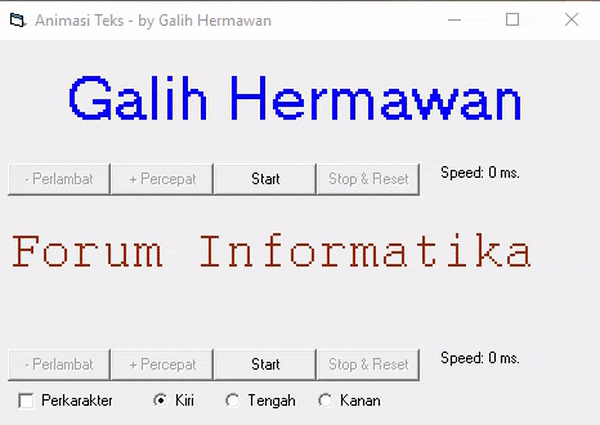 Animasi Teks - by Galih Hermawan
Galih Hermawan
- Perlambat + Percepat Start Stop & Reset Speed: 0 ms.
Forum Informatika
- Perlambat + Percepat Start Stop & Reset Speed: 0 ms.
Perkarakter Kiri Tengah Kanan